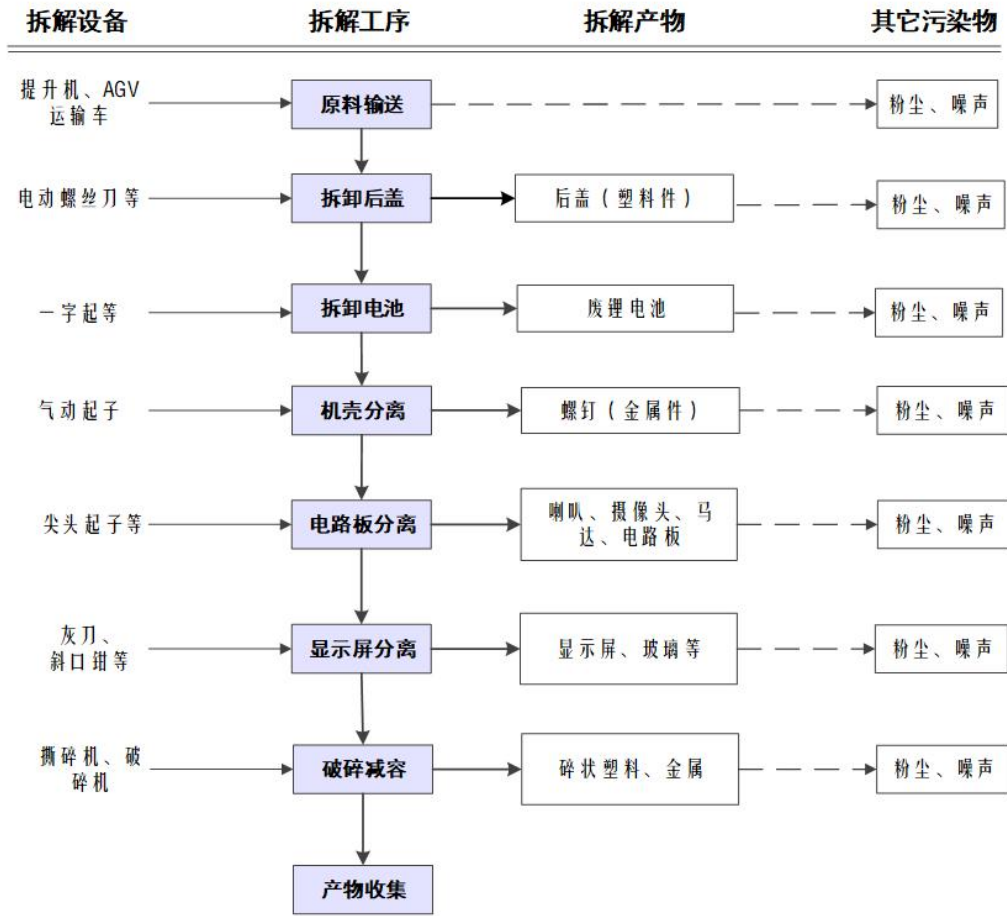 拆解设备 拆解工序 拆解产物 其它污染物
提升机、AGV
运输车
原料输送
粉尘、噪声
电动螺丝刀等
拆卸后盖
后盖（塑料件）
粉尘、噪声
一字起等
拆卸电池
废锂电池
粉尘、噪声
气动起子
机壳分离
螺钉（金属件）
粉尘、噪声
尖头起子等
电路板分离
喇叭、摄像头、马
达、电路板
粉尘、噪声
灰刀、
斜口钳等
显示屏分离
显示屏、玻璃等
粉尘、噪声
撕碎机、破
碎机
破碎减容
碎状塑料、金属
粉尘、噪声
产物收集